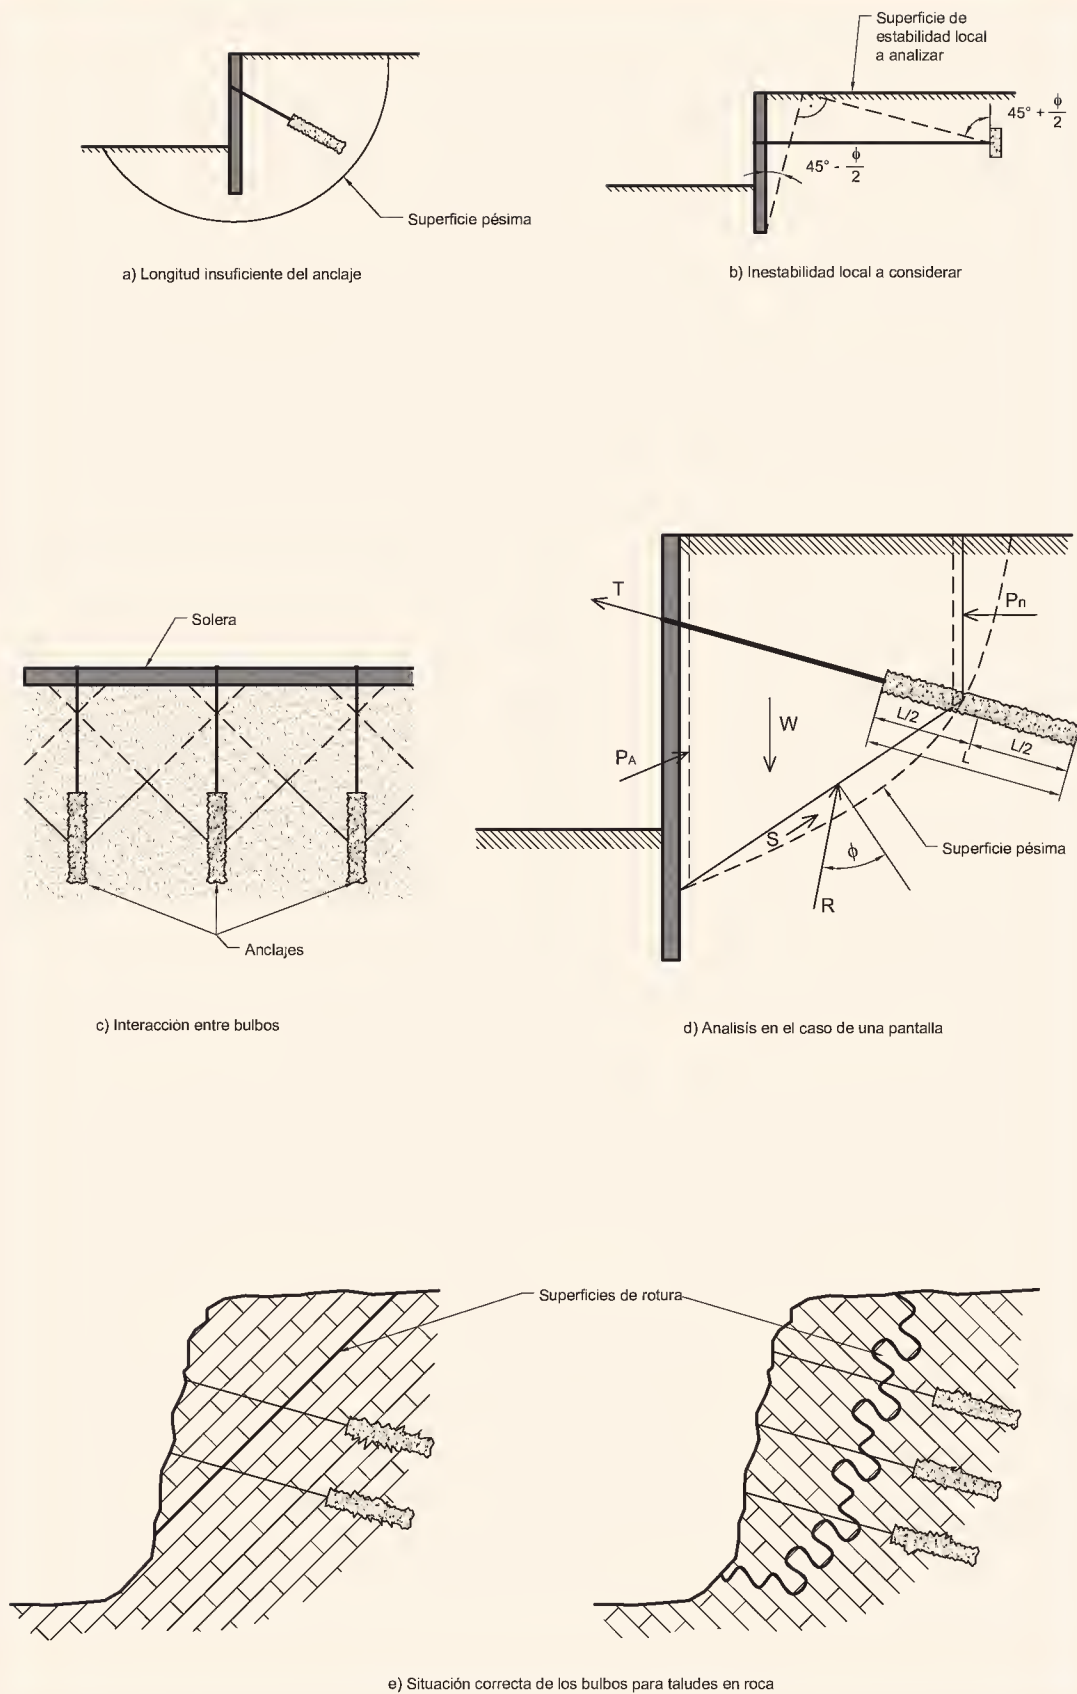 Superficie de
estabilidad local
a analizar
45° + ϕ/2
45° - ϕ/2
Superficie pésima
a) Longitud insuficiente del anclaje
b) Inestabilidad local a considerar
Solera
Anclajes
c) Interacción entre bulbos
T
Pn
W
PA
L/2
L/2
L
S
ϕ
R
Superficie pésima
d) Analisís en el caso de una pantalla
Superficies de rotura
e) Situación correcta de los bulbos para taludes en roca